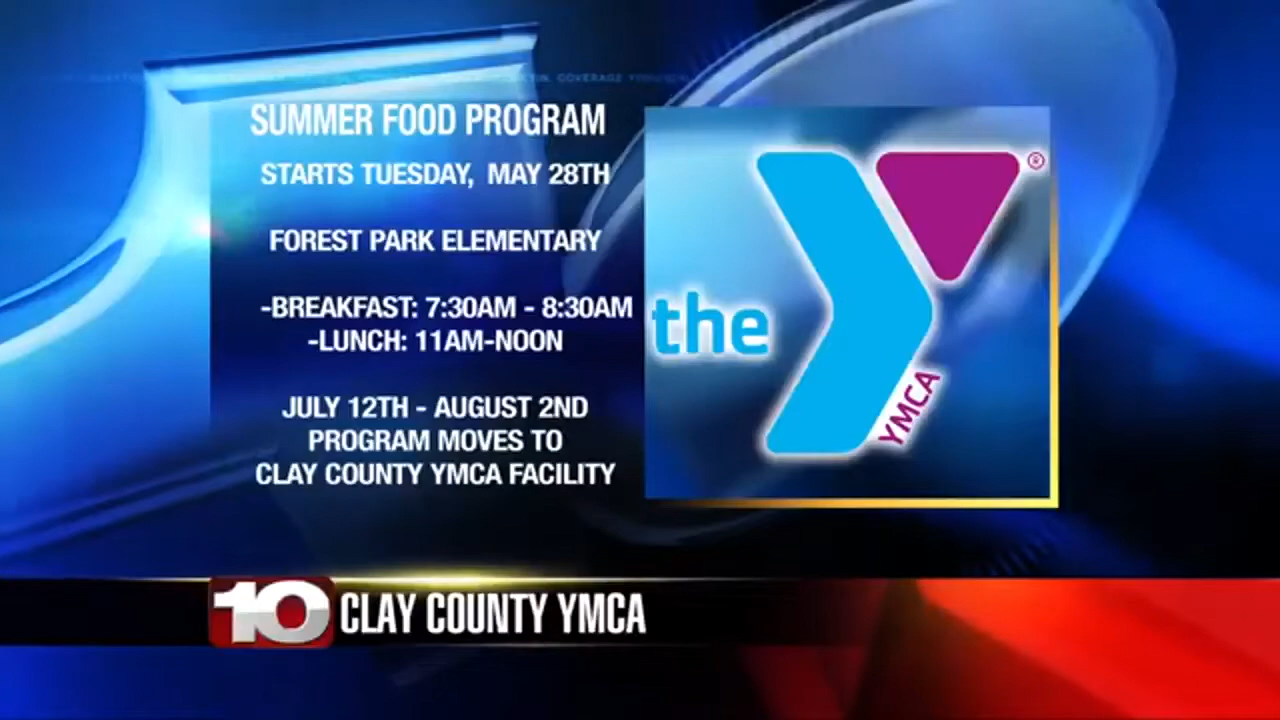 SUMMER FOOD PROGRAM
STARTS TUESDAY, MAY 28TH
FOREST PARK ELEMENTARY
-BREAKFAST: 7:30AM - 8:30AM
-LUNCH: 11AM-NOON
JULY 12TH - AUGUST 2ND
PROGRAM MOVES TO
CLAY COUNTY YMCA FACILITY
the Y ®
YMCA
10 CLAY COUNTY YMCA